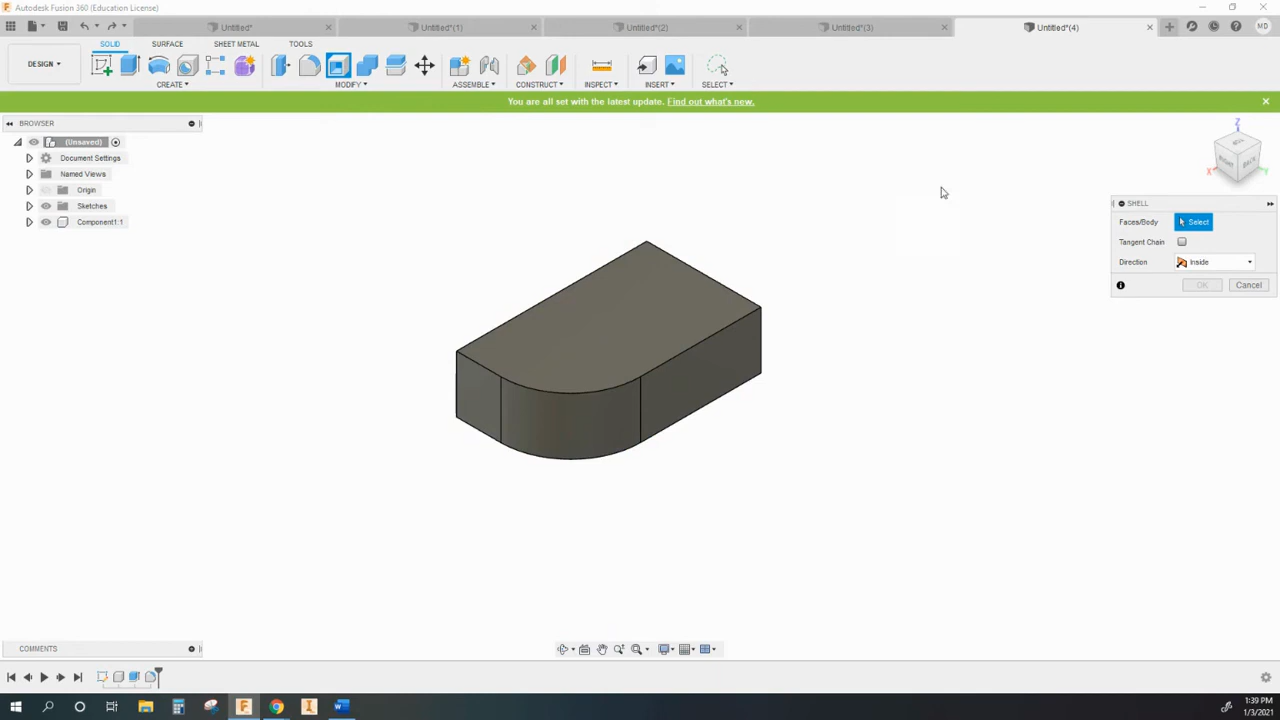 Autodesk Fusion 360 (Education License)
Untitled*
Untitled*(1)
Untitled*(2)
Untitled*(3)
Untitled*(4)
MD
SOLID
SURFACE
SHEET METAL
TOOLS
DESIGN
CREATE
MODIFY
ASSEMBLE
CONSTRUCT
INSPECT
INSERT
SELECT
You are all set with the latest update. Find out what's new.
BROWSER
(Unsaved)
Document Settings
Named Views
Origin
Sketches
Component1:1
Z
RIGHT
BACK
X
Y
SHELL
Faces/Body
Select
Tangent Chain
Direction
Inside
OK
Cancel
COMMENTS
1:39 PM
1/3/2021